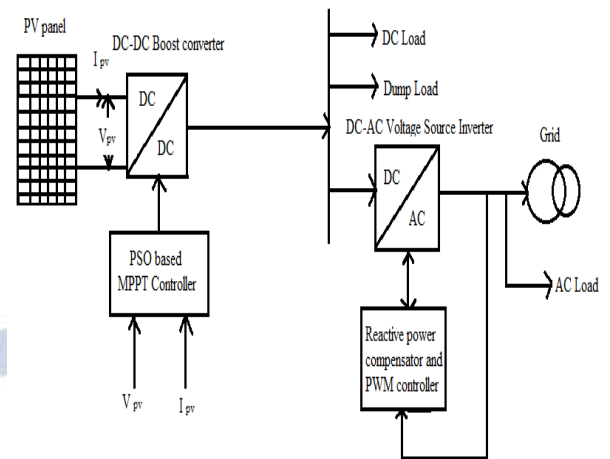 PV panel
DC-DC Boost converter
I pv
V pv
DC
DC
PSO based
MPPT Controller
V pv
I pv
DC Load
Dump Load
DC-AC Voltage Source Inverter
DC
AC
Grid
AC Load
Reactive power
compensator and
PWM controller